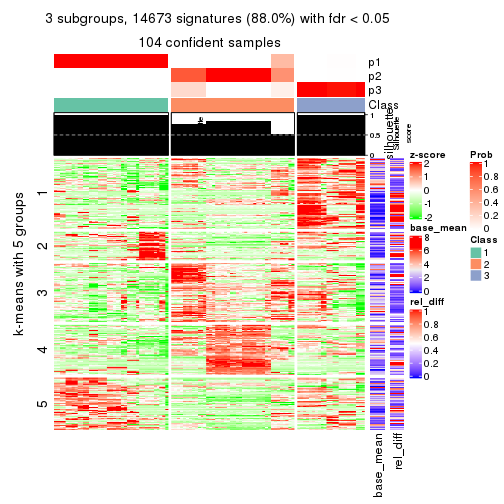 3 subgroups, 14673 signatures (88.0%) with fdr < 0.05
104 confident samples
p1
p2
p3
Class
1
0.5
0
silhouette
Silhouette
score
k-means with 5 groups
1
2
3
4
5
base_mean
rel_diff
z-score
2
1
0
-1
-2
base_mean
8
6
4
2
0
rel_diff
1
0.8
0.6
0.4
0.2
0
Prob
1
0.8
0.6
0.4
0.2
0
Class
1
2
3